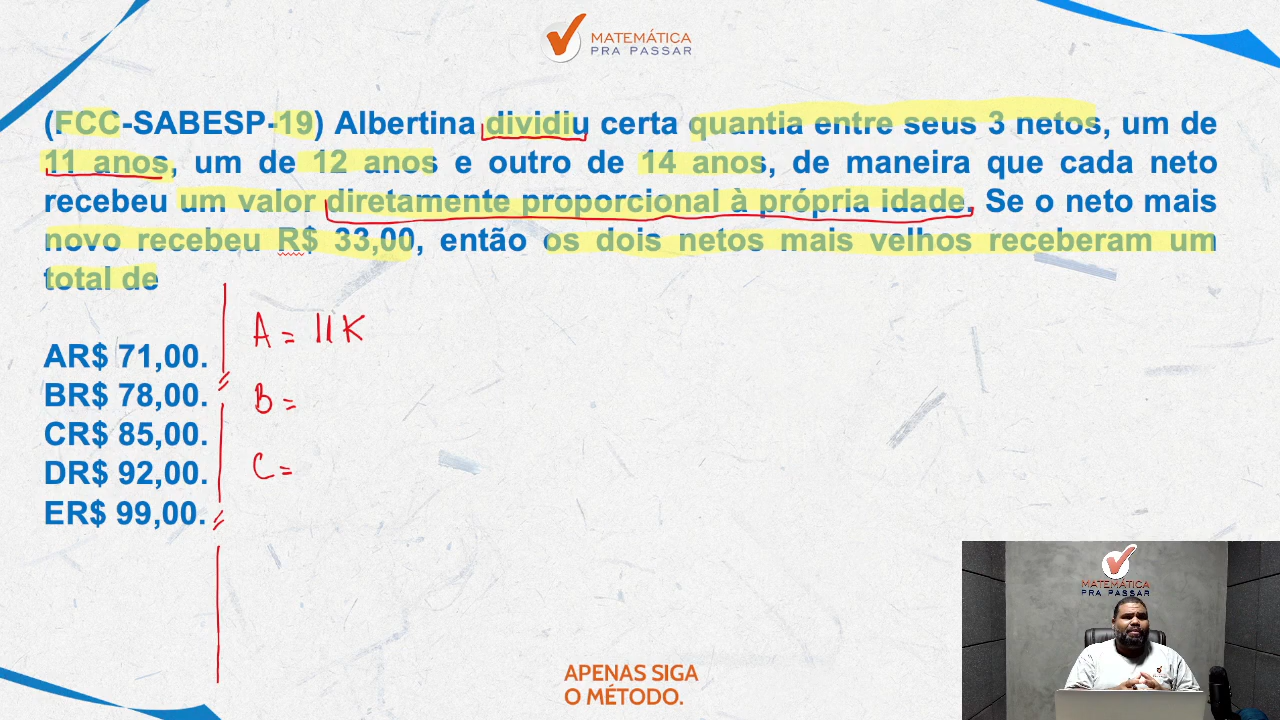 MATEMÁTICA
PRA PASSAR
(FCC-SABESP-19) Albertina dividiu certa quantia entre seus 3 netos, um de
11 anos, um de 12 anos e outro de 14 anos, de maneira que cada neto
recebeu um valor diretamente proporcional à própria idade. Se o neto mais
novo recebeu R$ 33,00, então os dois netos mais velhos receberam um
total de
A = 11K
AR$ 71,00.
BR$ 78,00.
B =
CR$ 85,00.
C =
DR$ 92,00.
ER$ 99,00.
MATEMÁTICA
PRA PASSAR
APENAS SIGA
O MÉTODO.